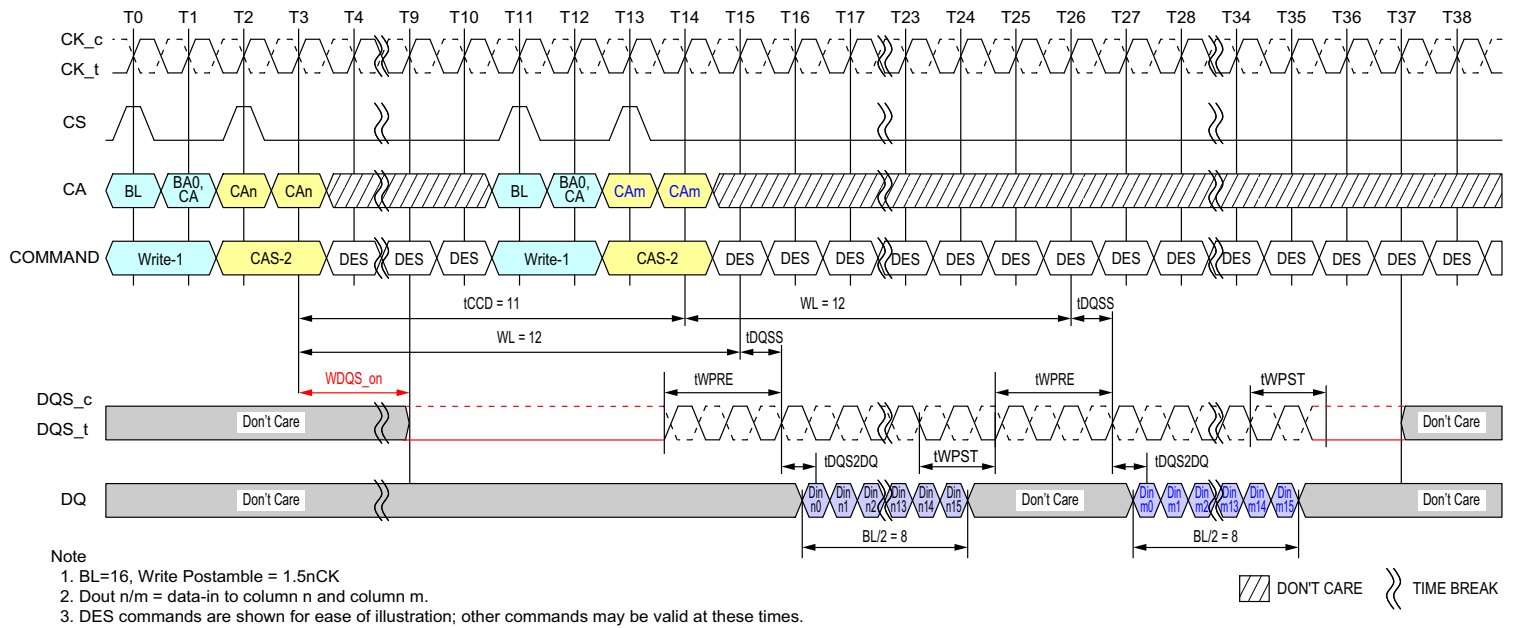 T0 T1 T2 T3 T4 T9 T10 T11 T12 T13 T14 T15 T16 T17 T23 T24 T25 T26 T27 T28 T34 T35 T36 T37 T38
CK_c
CK_t
CS
CA BL BA0, CA CAn CAn BL BA0, CA CAm CAm
COMMAND Write-1 CAS-2 DES DES DES Write-1 CAS-2 DES DES DES DES DES DES DES DES DES DES DES DES DES DES
tCCD = 11 WL = 12 tDQSS
WL = 12 tDQSS
WDQS_on tWPRE tWPRE tWPST
DQS_c
DQS_t Don't Care Don't Care
tDQS2DQ tWPST tDQS2DQ
DQ Don't Care Din n0 Din n1 Din n2 Din n13 Din n14 Din n15 Don't Care Din m0 Din m1 Din m2 Din m13 Din m14 Din m15 Don't Care
BL/2 = 8 BL/2 = 8
Note
1. BL=16, Write Postamble = 1.5nCK
2. Dout n/m = data-in to column n and column m.
3. DES commands are shown for ease of illustration; other commands may be valid at these times.
DON'T CARE TIME BREAK